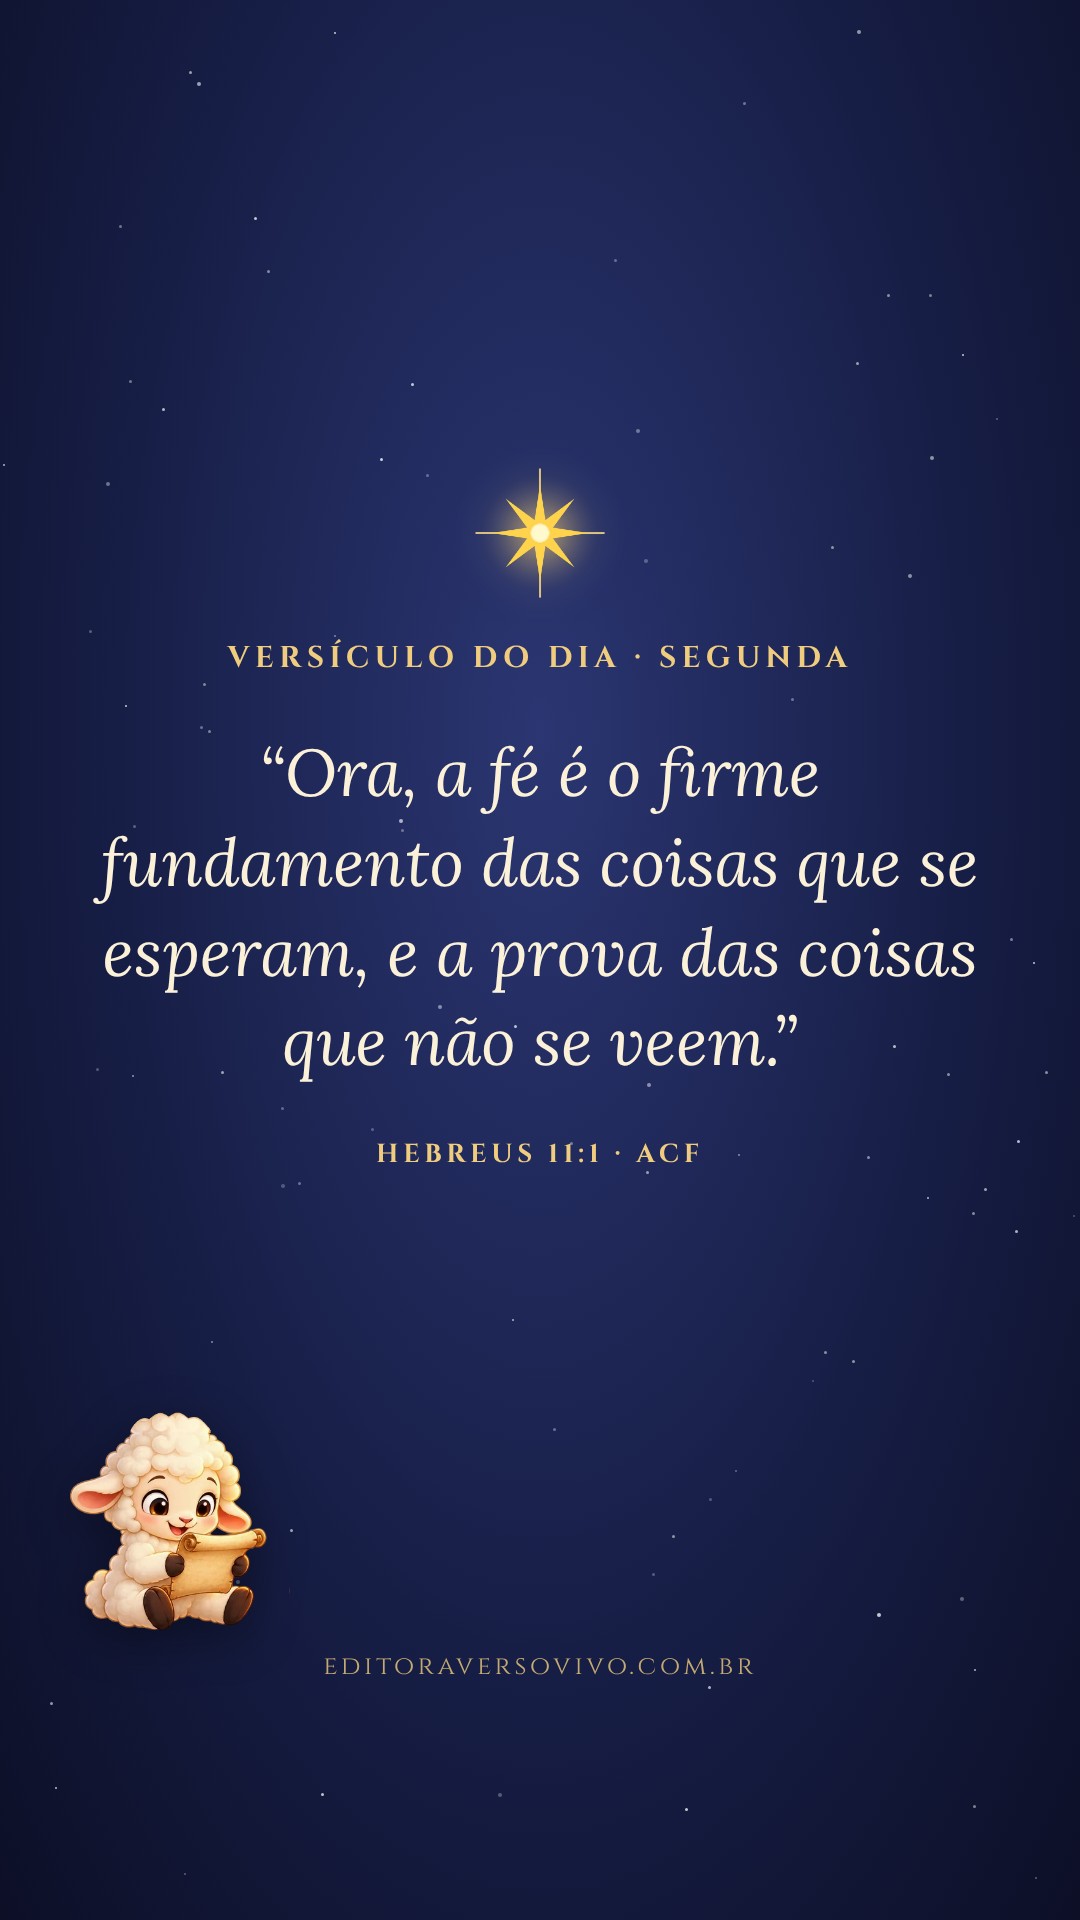 VERSÍCULO DO DIA · SEGUNDA
“Ora, a fé é o firme
fundamento das coisas que se
esperam, e a prova das coisas
que não se veem.”
HEBREUS 11:1 · ACF
EDITORAVERSOVIVO.COM.BR